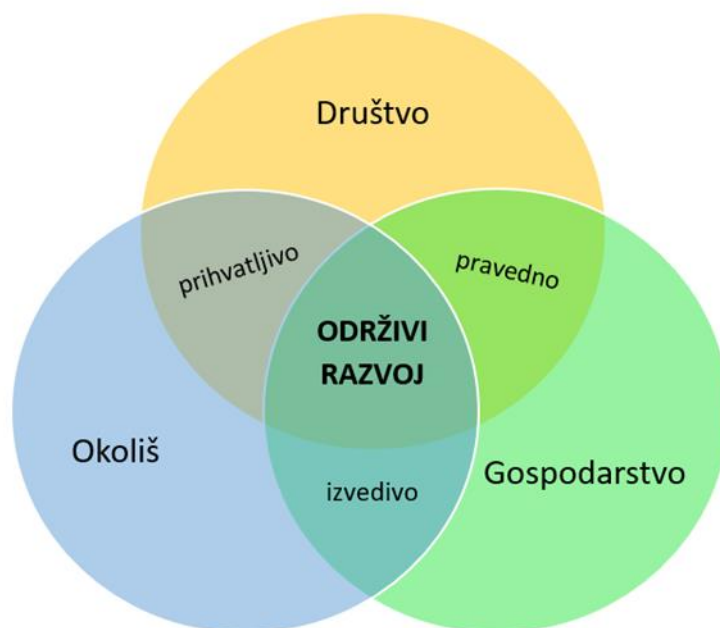 Društvo
prihvatljivo
pravedno
ODRŽIVI
RAZVOJ
Okoliš
Gospodarstvo
izvedivo